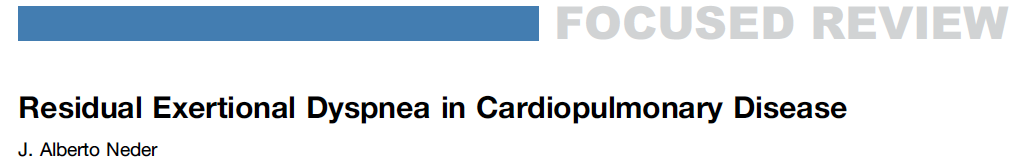 FOCUSED REVIEW
Residual Exertional Dyspnea in Cardiopulmonary Disease
J. Alberto Neder